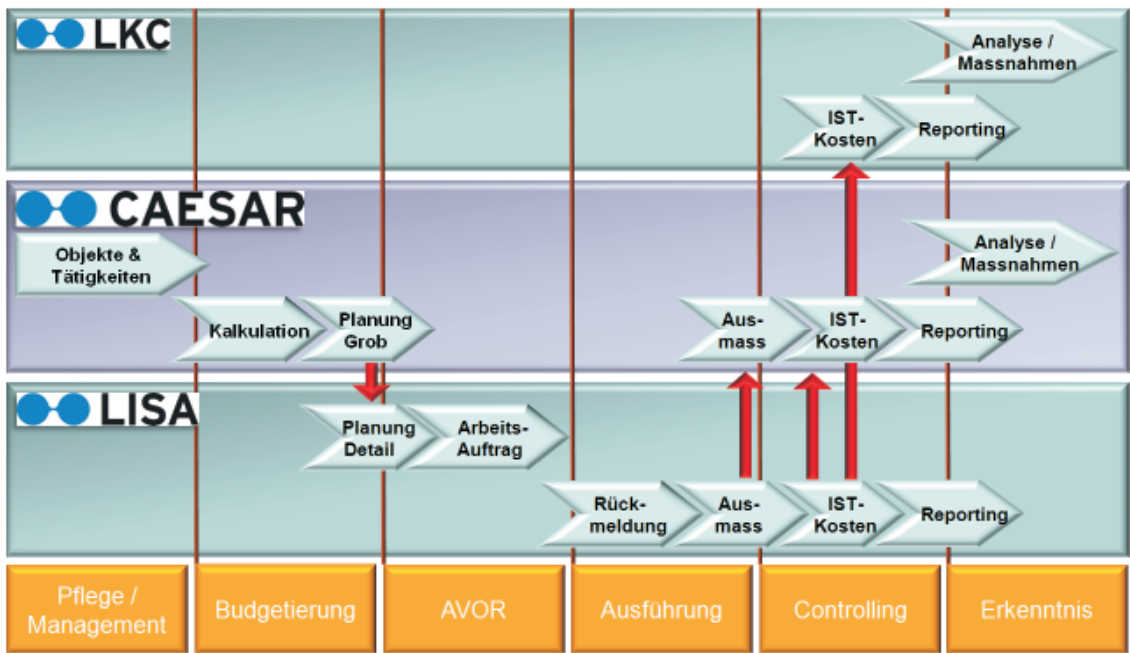 LKC
Analyse /
Massnahmen
IST-
Kosten
Reporting
CAESAR
Objekte &
Tätigkeiten
Analyse /
Massnahmen
Kalkulation
Planung
Grob
Aus-
mass
IST-
Kosten
Reporting
LISA
Planung
Detail
Arbeits-
Auftrag
Rück-
meldung
Aus-
mass
IST-
Kosten
Reporting
Pflege /
Management
Budgetierung
AVOR
Ausführung
Controlling
Erkenntnis